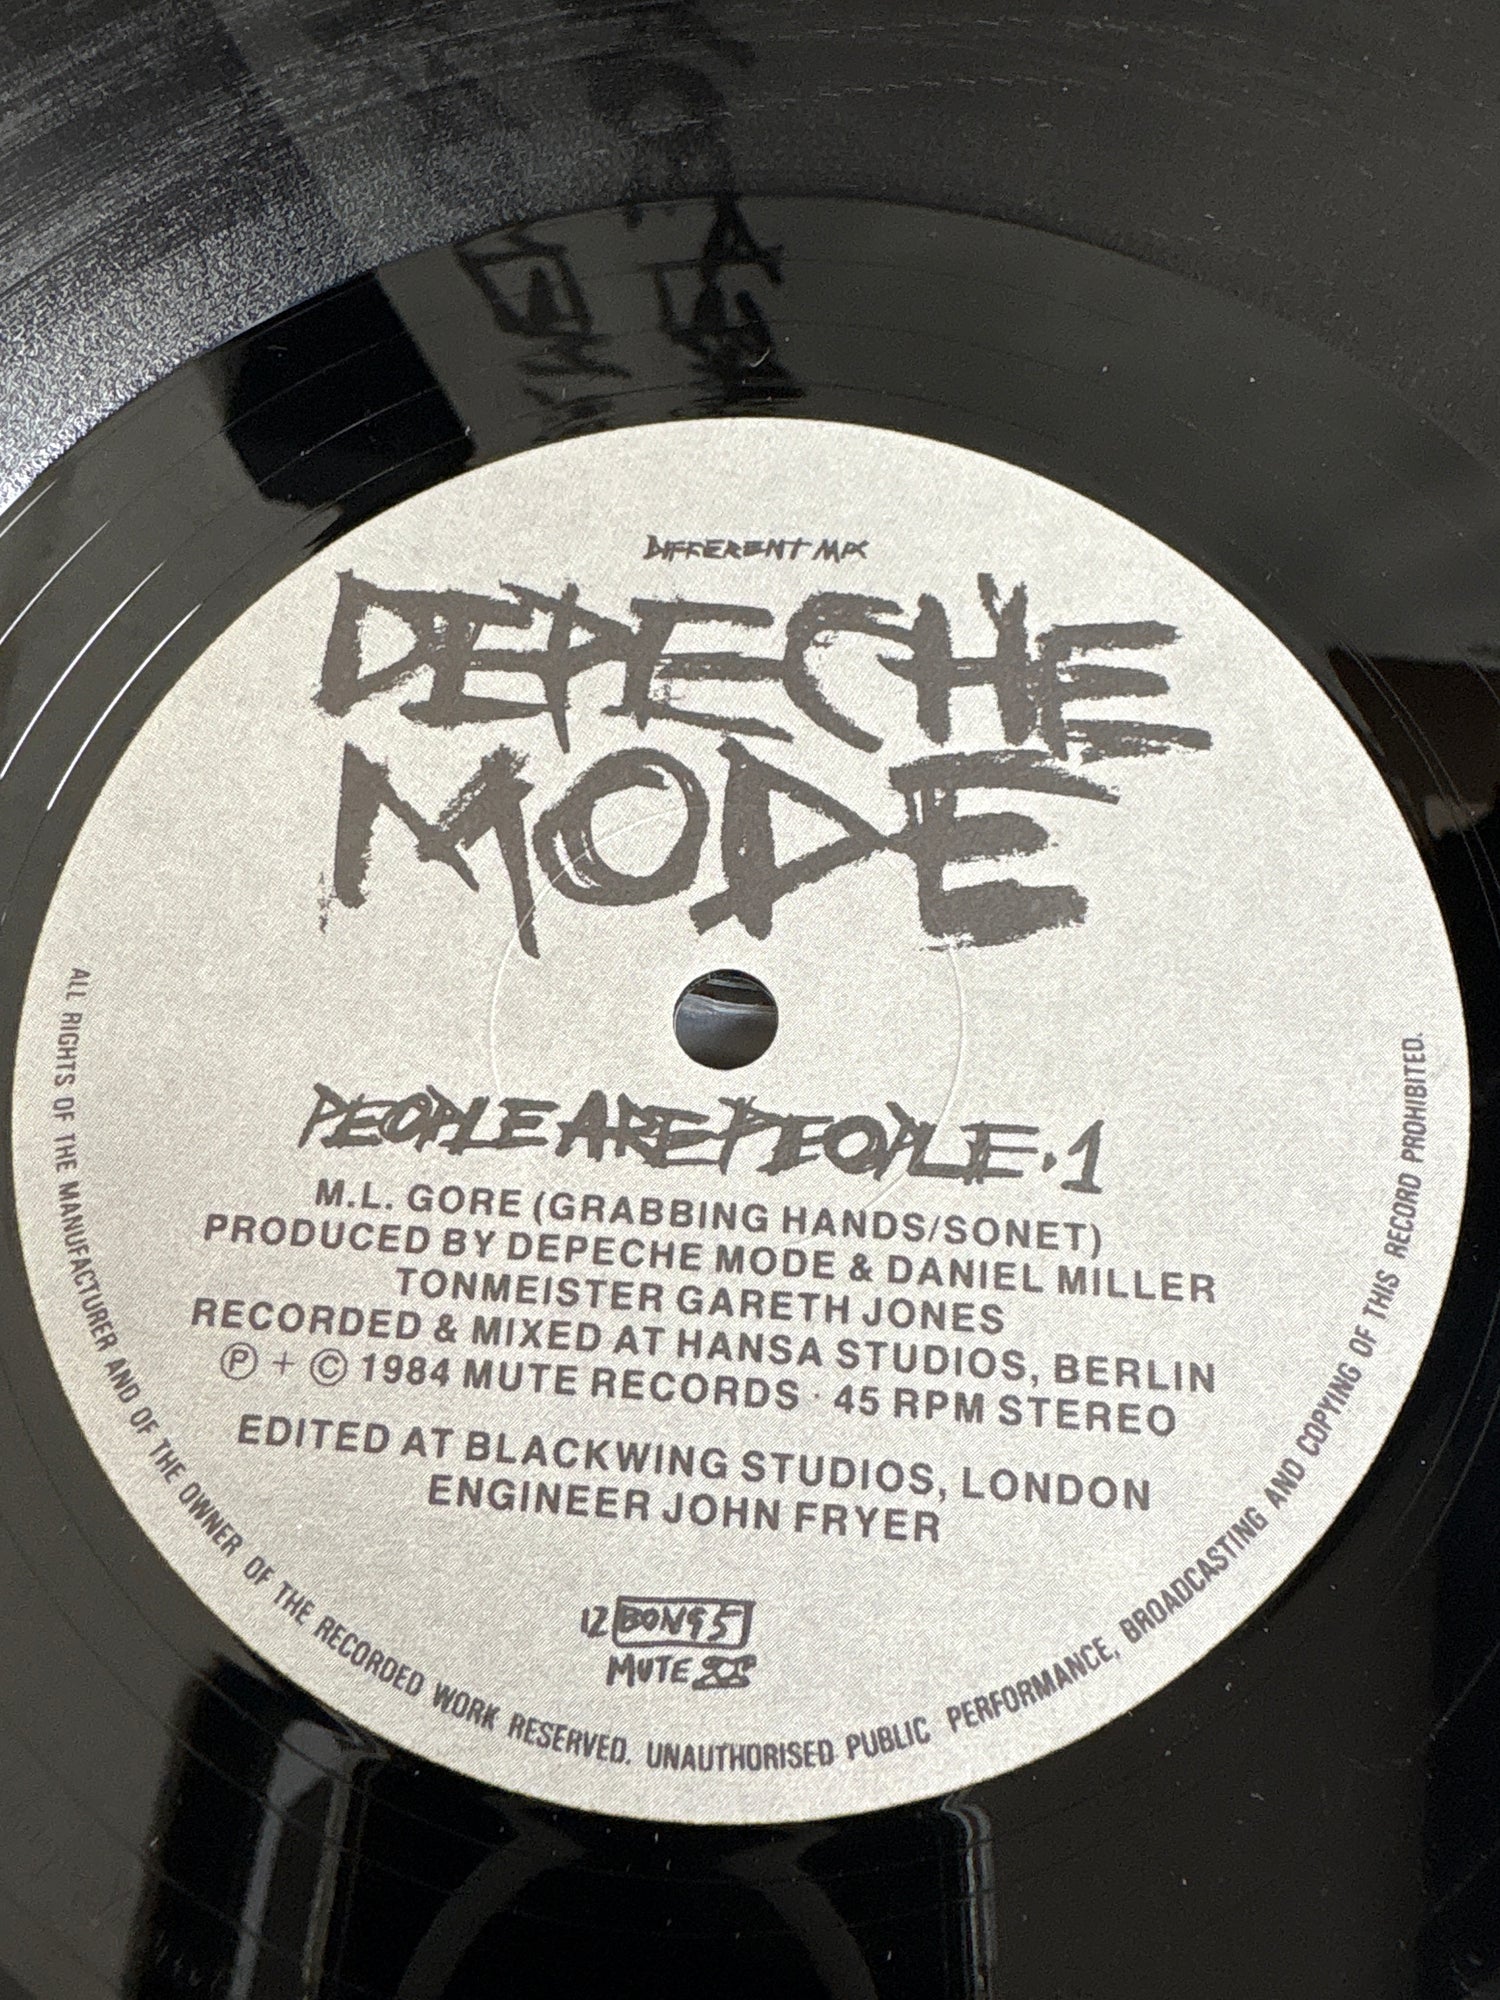 DIFFERENT MIX
DEPECHE
MODE
PEOPLE ARE PEOPLE·1
M.L. GORE (GRABBING HANDS/SONET)
PRODUCED BY DEPECHE MODE & DANIEL MILLER
TONMEISTER GARETH JONES
RECORDED & MIXED AT HANSA STUDIOS, BERLIN
℗ + © 1984 MUTE RECORDS · 45 RPM STEREO
EDITED AT BLACKWING STUDIOS, LONDON
ENGINEER JOHN FRYER
12 BONG5
MUTE
ALL RIGHTS OF THE MANUFACTURER AND OF THE OWNER OF THE RECORDED WORK RESERVED. UNAUTHORISED PUBLIC PERFORMANCE, BROADCASTING AND COPYING OF THIS RECORD PROHIBITED.